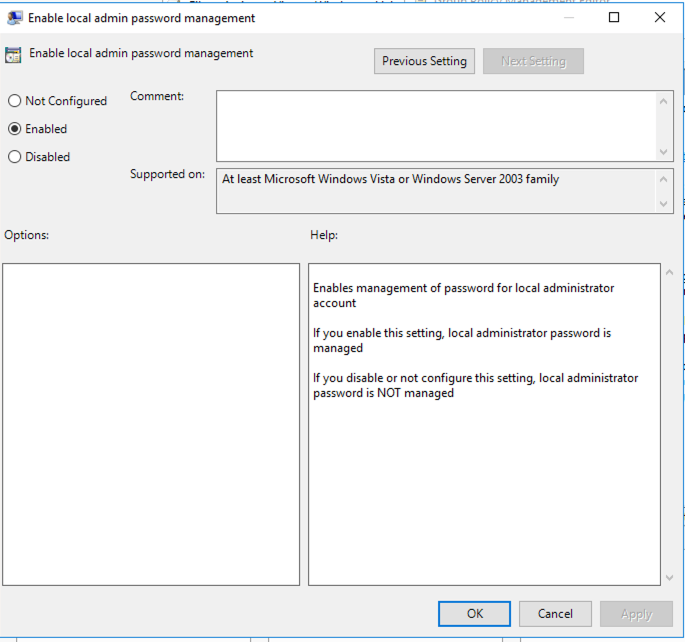 Enable local admin password management
Enable local admin password management
Previous Setting
Next Setting
Not Configured
Enabled
Disabled
Comment:
Supported on:
At least Microsoft Windows Vista or Windows Server 2003 family
Options:
Help:
Enables management of password for local administrator
account
If you enable this setting, local administrator password is
managed
If you disable or not configure this setting, local administrator
password is NOT managed
OK
Cancel
Apply